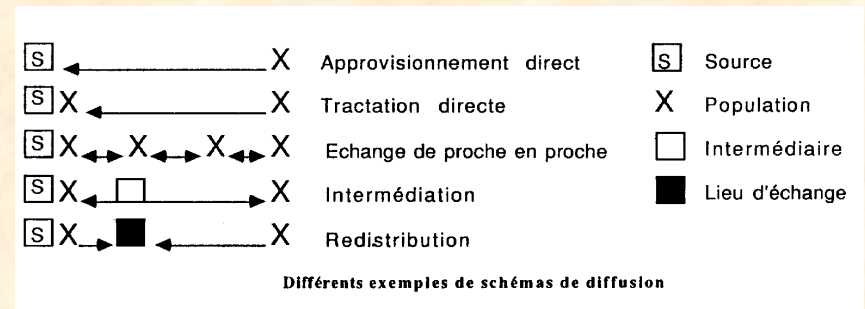 S X Approvisionnement direct S Source
S X X Tractation directe X Population
S X X X X Echange de proche en proche Intermédiaire
S X X Intermédiation Lieu d'échange
S X X Redistribution
Différents exemples de schémas de diffusion